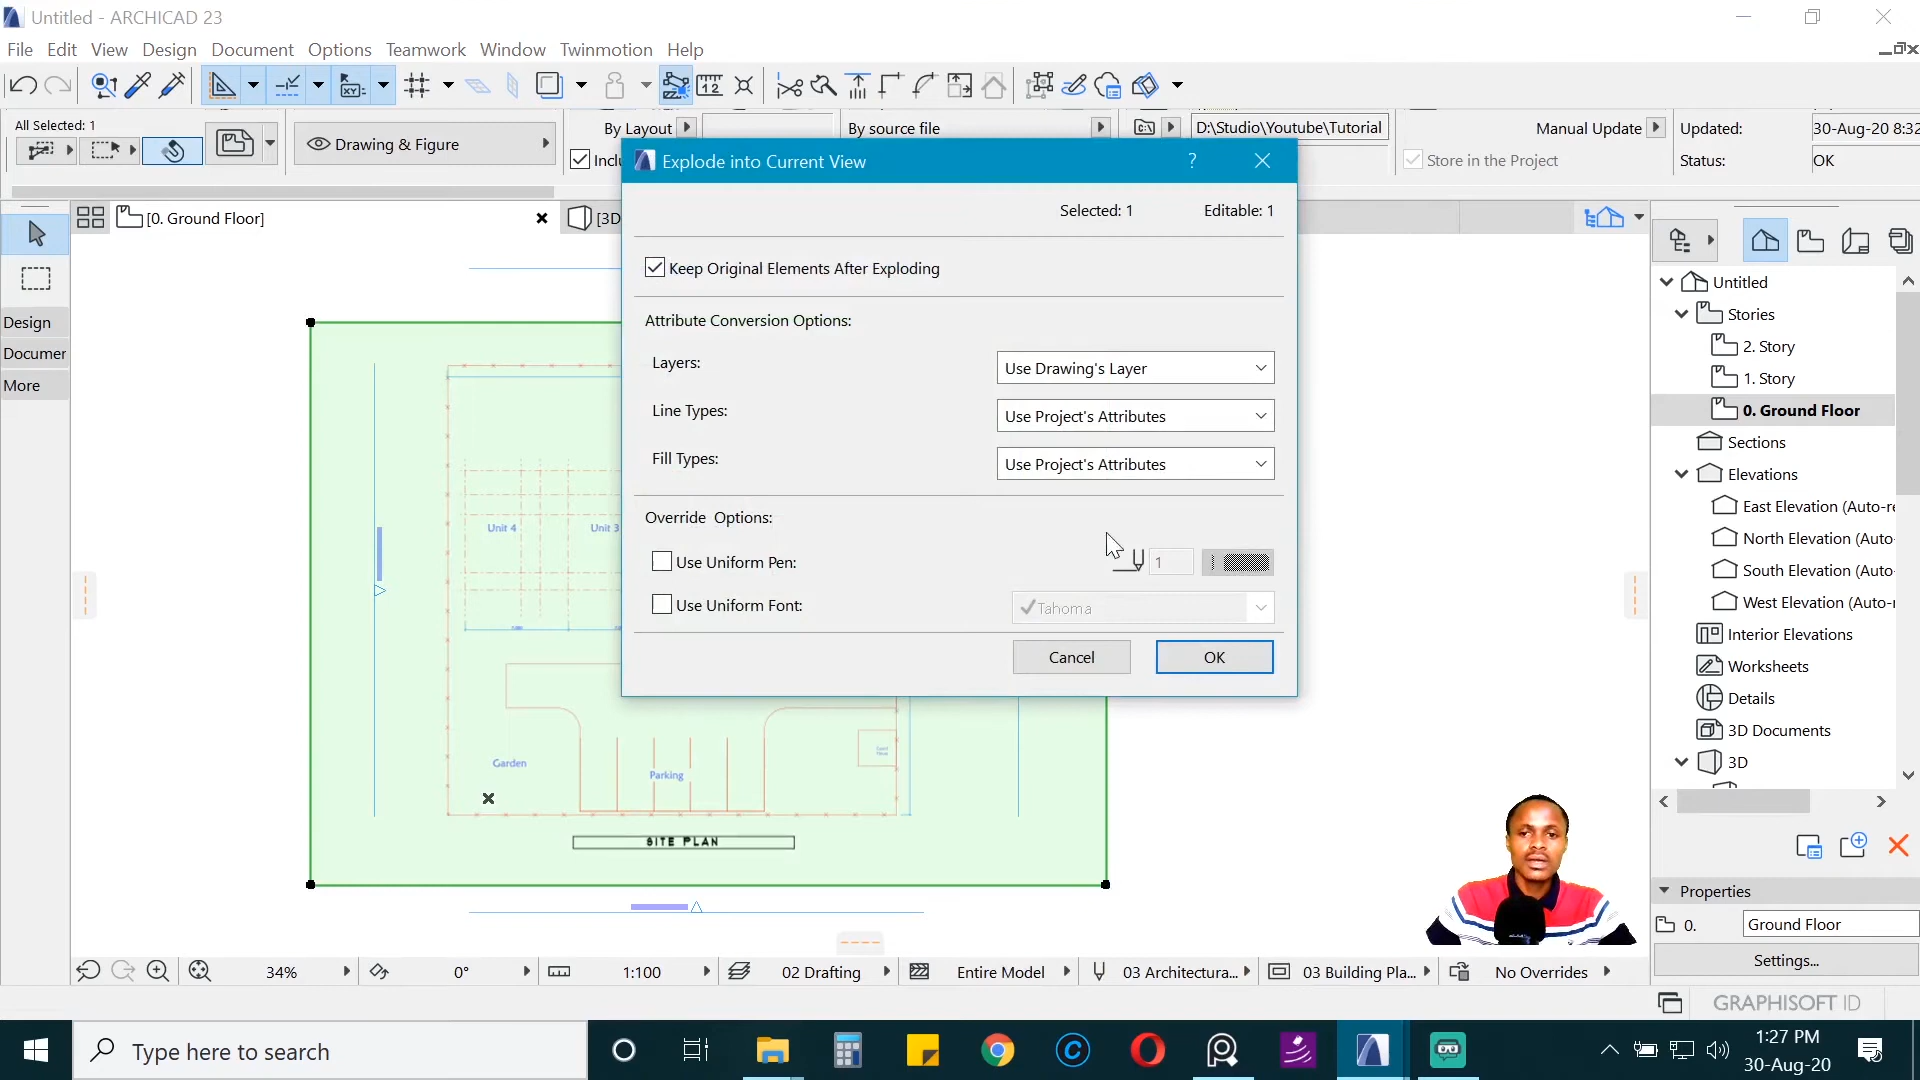 Untitled - ARCHICAD 23
File Edit View Design Document Options Teamwork Window Twinmotion Help
All Selected: 1
Drawing & Figure
By Layout
By source file
D:\Studio\Youtube\Tutorial
Manual Update
Updated:
30-Aug-20 8:32
Inclu
Store in the Project
Status:
OK
Explode into Current View
?
[0. Ground Floor]
[3D
Selected: 1
Editable: 1
Keep Original Elements After Exploding
Attribute Conversion Options:
Layers:
Use Drawing's Layer
Line Types:
Use Project's Attributes
Fill Types:
Use Project's Attributes
Override Options:
Use Uniform Pen:
1
Use Uniform Font:
Tahoma
Cancel
OK
Design
Documer
More
Unit 4
Unit 3
Garden
Parking
SITE PLAN
Untitled
Stories
2. Story
1. Story
0. Ground Floor
Sections
Elevations
East Elevation (Auto-re
North Elevation (Auto-
South Elevation (Auto-
West Elevation (Auto-r
Interior Elevations
Worksheets
Details
3D Documents
3D
Properties
0.
Ground Floor
Settings...
34%
0°
1:100
02 Drafting
Entire Model
03 Architectura...
03 Building Pla...
No Overrides
GRAPHISOFT ID
Type here to search
1:27 PM
30-Aug-20